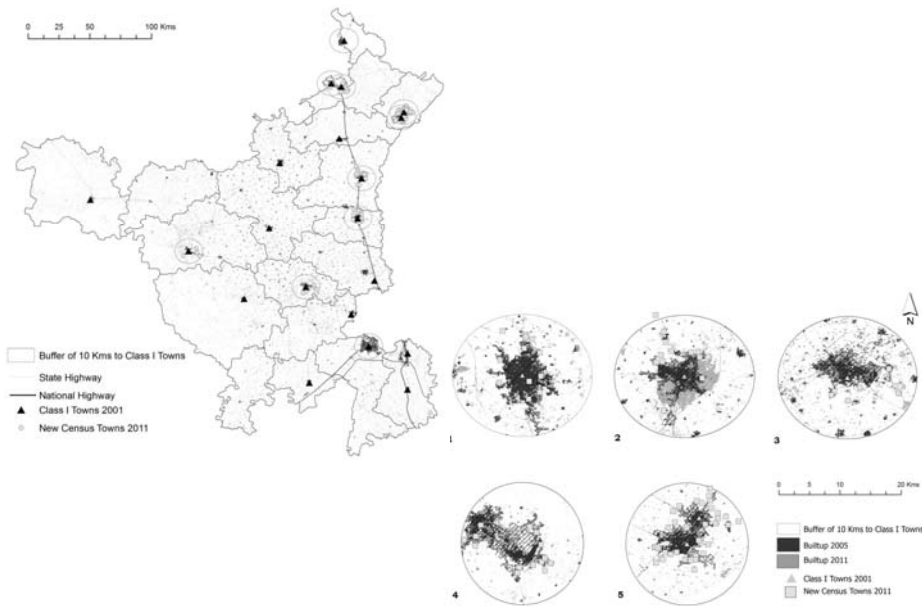 0 25 50 100 Kms
Buffer of 10 Kms to Class I Towns
State Highway
National Highway
Class I Towns 2001
New Census Towns 2011
N
1
2
3
4
5
0 5 10 20 Kms
Buffer of 10 Kms to Class I Towns
Builtup 2005
Builtup 2011
Class I Towns 2001
New Census Towns 2011